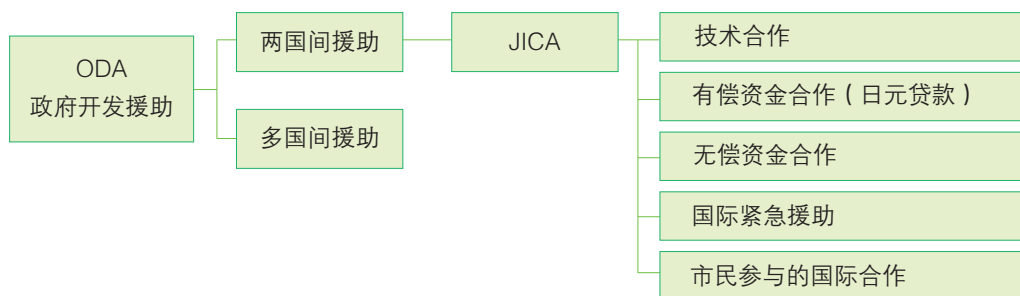 ODA
政府开发援助
两国间援助
多国间援助
JICA
技术合作
有偿资金合作（日元贷款）
无偿资金合作
国际紧急援助
市民参与的国际合作